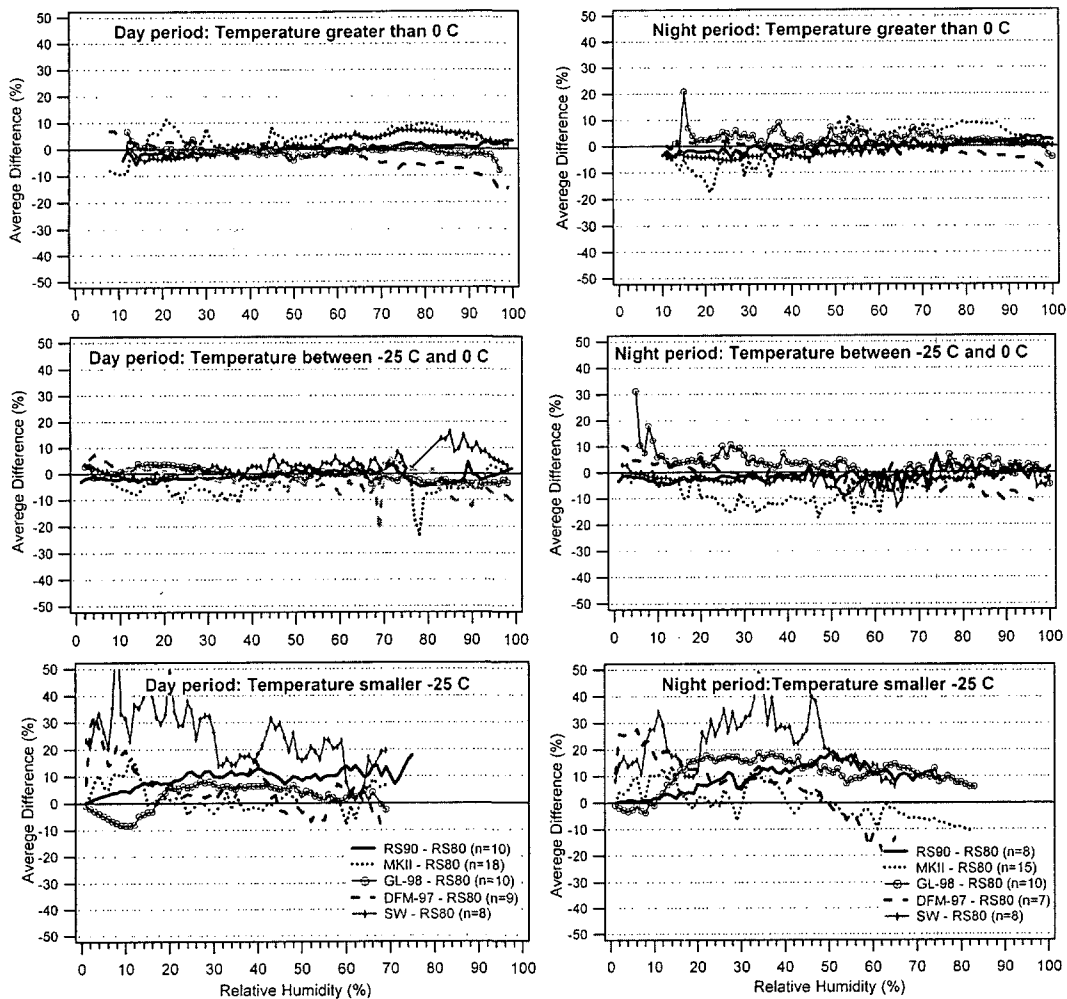 Day period: Temperature greater than 0 C
Averege Difference (%)
50
40
30
20
10
0
-10
-20
-30
-40
-50
0 10 20 30 40 50 60 70 80 90 100
Night period: Temperature greater than 0 C
Averege Difference (%)
50
40
30
20
10
0
-10
-20
-30
-40
-50
0 10 20 30 40 50 60 70 80 90 100
Day period: Temperature between -25 C and 0 C
Averege Difference (%)
50
40
30
20
10
0
-10
-20
-30
-40
-50
0 10 20 30 40 50 60 70 80 90 100
Night period: Temperature between -25 C and 0 C
Averege Difference (%)
50
40
30
20
10
0
-10
-20
-30
-40
-50
0 10 20 30 40 50 60 70 80 90 100
Day period: Temperature smaller -25 C
Averege Difference (%)
50
40
30
20
10
0
-10
-20
-30
-40
-50
RS90 - RS80 (n=10)
MKII - RS80 (n=18)
GL-98 - RS80 (n=10)
DFM-97 - RS80 (n=9)
SW - RS80 (n=8)
0 10 20 30 40 50 60 70 80 90 100
Relative Humidity (%)
Night period:Temperature smaller -25 C
Averege Difference (%)
50
40
30
20
10
0
-10
-20
-30
-40
-50
RS90 - RS80 (n=8)
MKII - RS80 (n=15)
GL-98 - RS80 (n=10)
DFM-97 - RS80 (n=7)
SW - RS80 (n=8)
0 10 20 30 40 50 60 70 80 90 100
Relative Humidity (%)